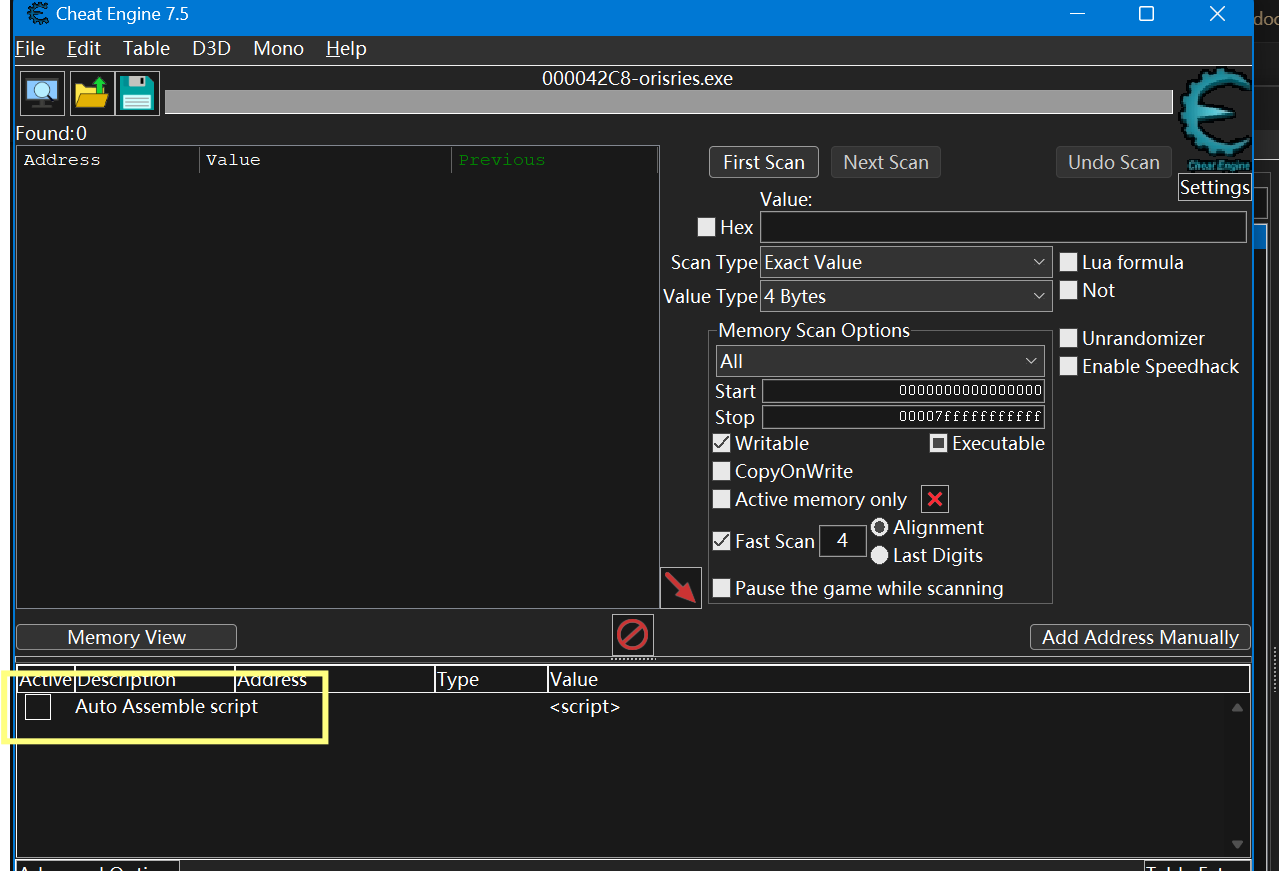 Cheat Engine 7.5
File Edit Table D3D Mono Help
000042C8-orisries.exe
Found:0
Address Value Previous
First Scan Next Scan Undo Scan
Cheat Engine
Settings
Value:
Hex
Scan Type Exact Value Lua formula
Value Type 4 Bytes Not
Memory Scan Options
All
Unrandomizer
Enable Speedhack
Start 0000000000000000
Stop 00007fffffffffff
Writable Executable
CopyOnWrite
Active memory only
Fast Scan 4 Alignment
Last Digits
Pause the game while scanning
Memory View Add Address Manually
Active Description Address Type Value
Auto Assemble script <script>